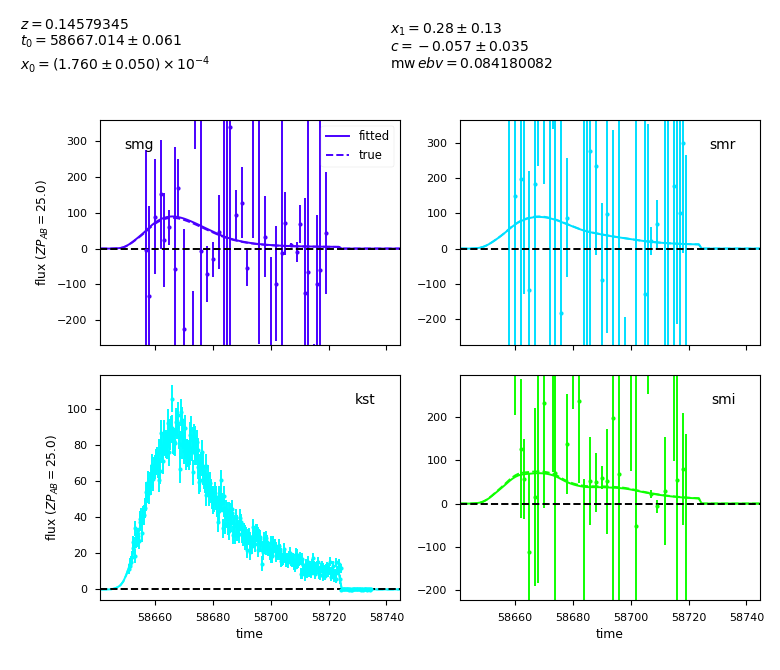 z = 0.14579345
t₀ = 58667.014 ± 0.061
x₀ = (1.760 ± 0.050) × 10⁻⁴
x₁ = 0.28 ± 0.13
c = −0.057 ± 0.035
mw ebv = 0.084180082
smg
fitted
true
300
200
100
0
−100
−200
flux (ZP_AB = 25.0)
smr
300
200
100
0
−100
−200
kst
100
80
60
40
20
0
flux (ZP_AB = 25.0)
58660 58680 58700 58720 58740
time
smi
200
100
0
−100
−200
58660 58680 58700 58720 58740
time